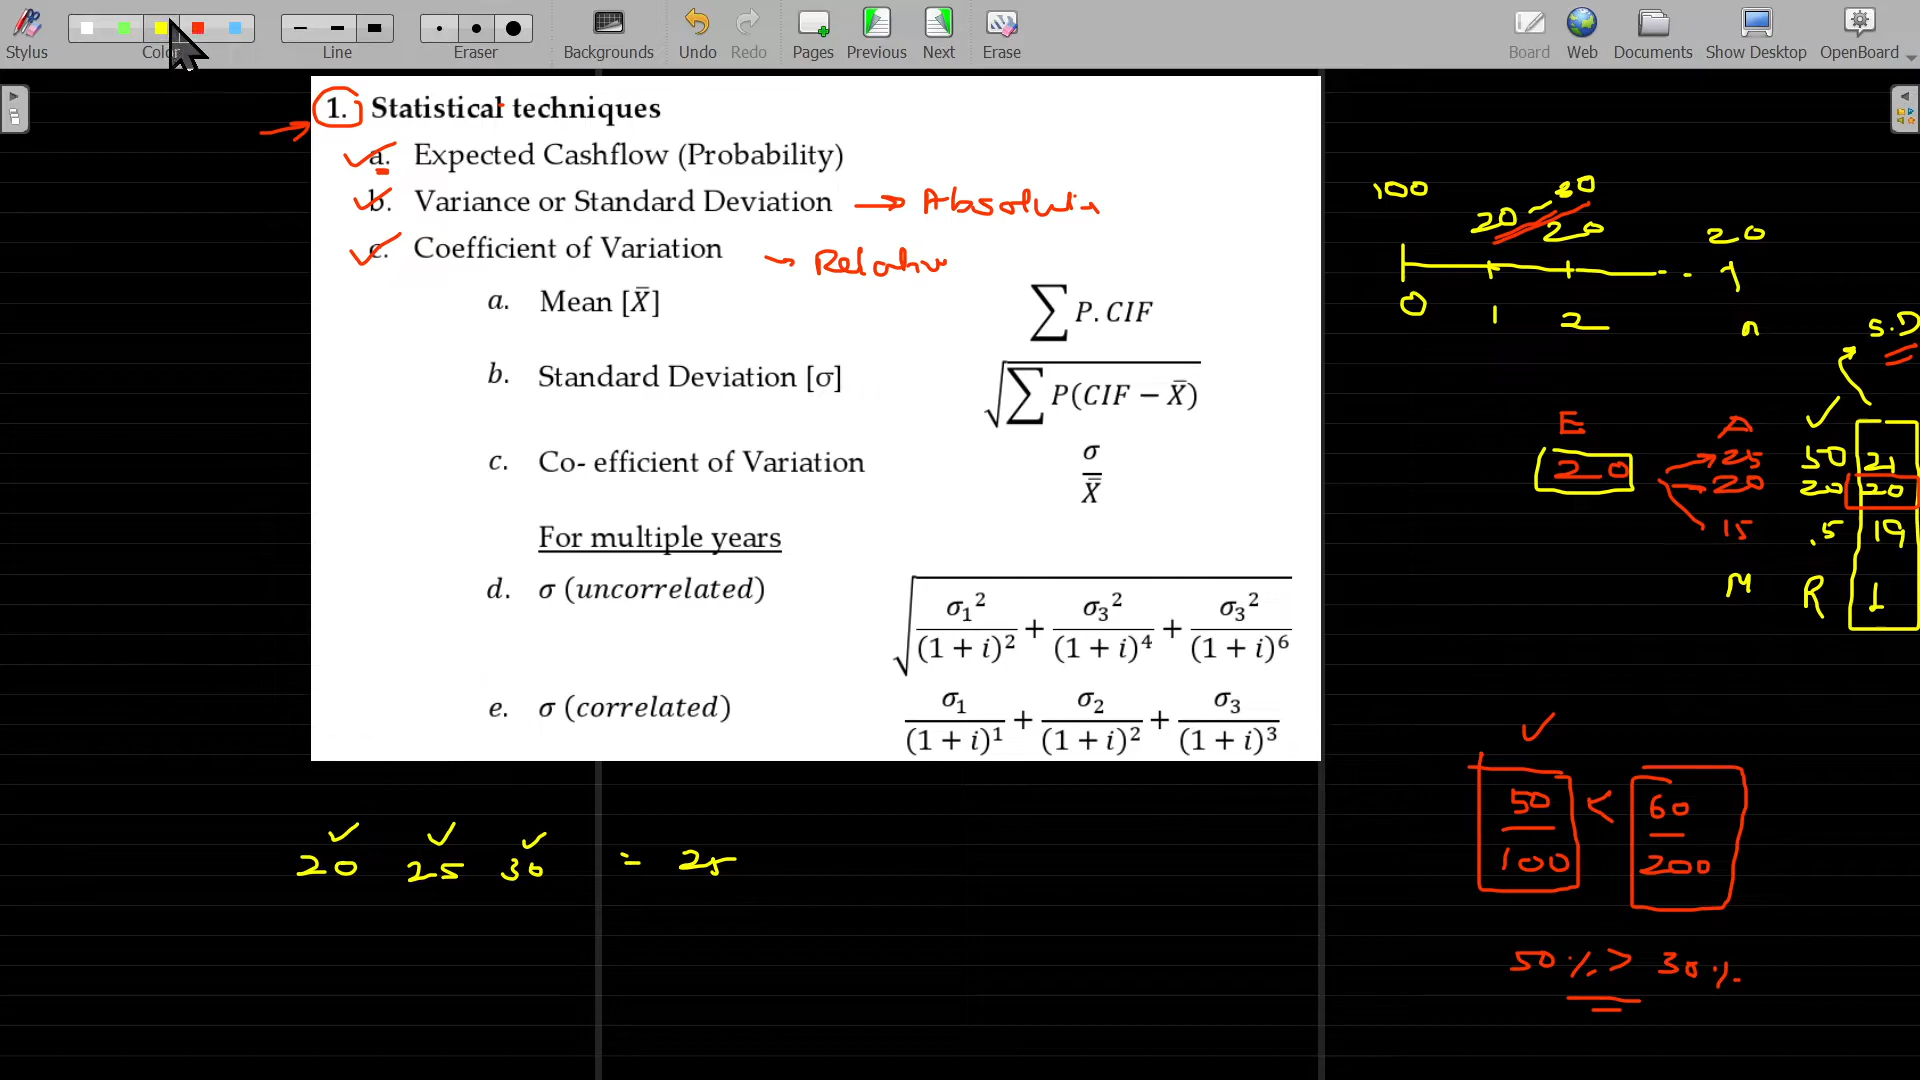 Stylus Color Line Eraser Backgrounds Undo Redo Pages Previous Next Erase Board Web Documents Show Desktop OpenBoard
1. Statistical techniques
a. Expected Cashflow (Probability)
b. Variance or Standard Deviation → Absolute
c. Coefficient of Variation → Relative
a. Mean [X̄] ∑ P. CIF
b. Standard Deviation [σ] √∑ P(CIF − X̄)
c. Co- efficient of Variation σ / X̄
For multiple years
d. σ (uncorrelated) √ σ₁² / (1 + i)² + σ₃² / (1 + i)⁴ + σ₃² / (1 + i)⁶
e. σ (correlated) σ₁ / (1 + i)¹ + σ₂ / (1 + i)² + σ₃ / (1 + i)³
20 25 30 = 25
100
20 20 20
0 1 2 n
S.D
E A
20
25 50 21
20 20 20
15 .5 19
M R 1
50 / 100 < 60 / 200
50 % > 30 %